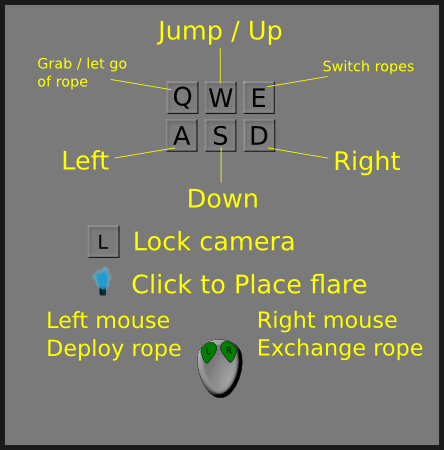 Jump / Up
Grab / let go
of rope
Switch ropes
Q W E
A S D
Left
Right
Down
L Lock camera
Click to Place flare
Left mouse
Deploy rope
Right mouse
Exchange rope
L R